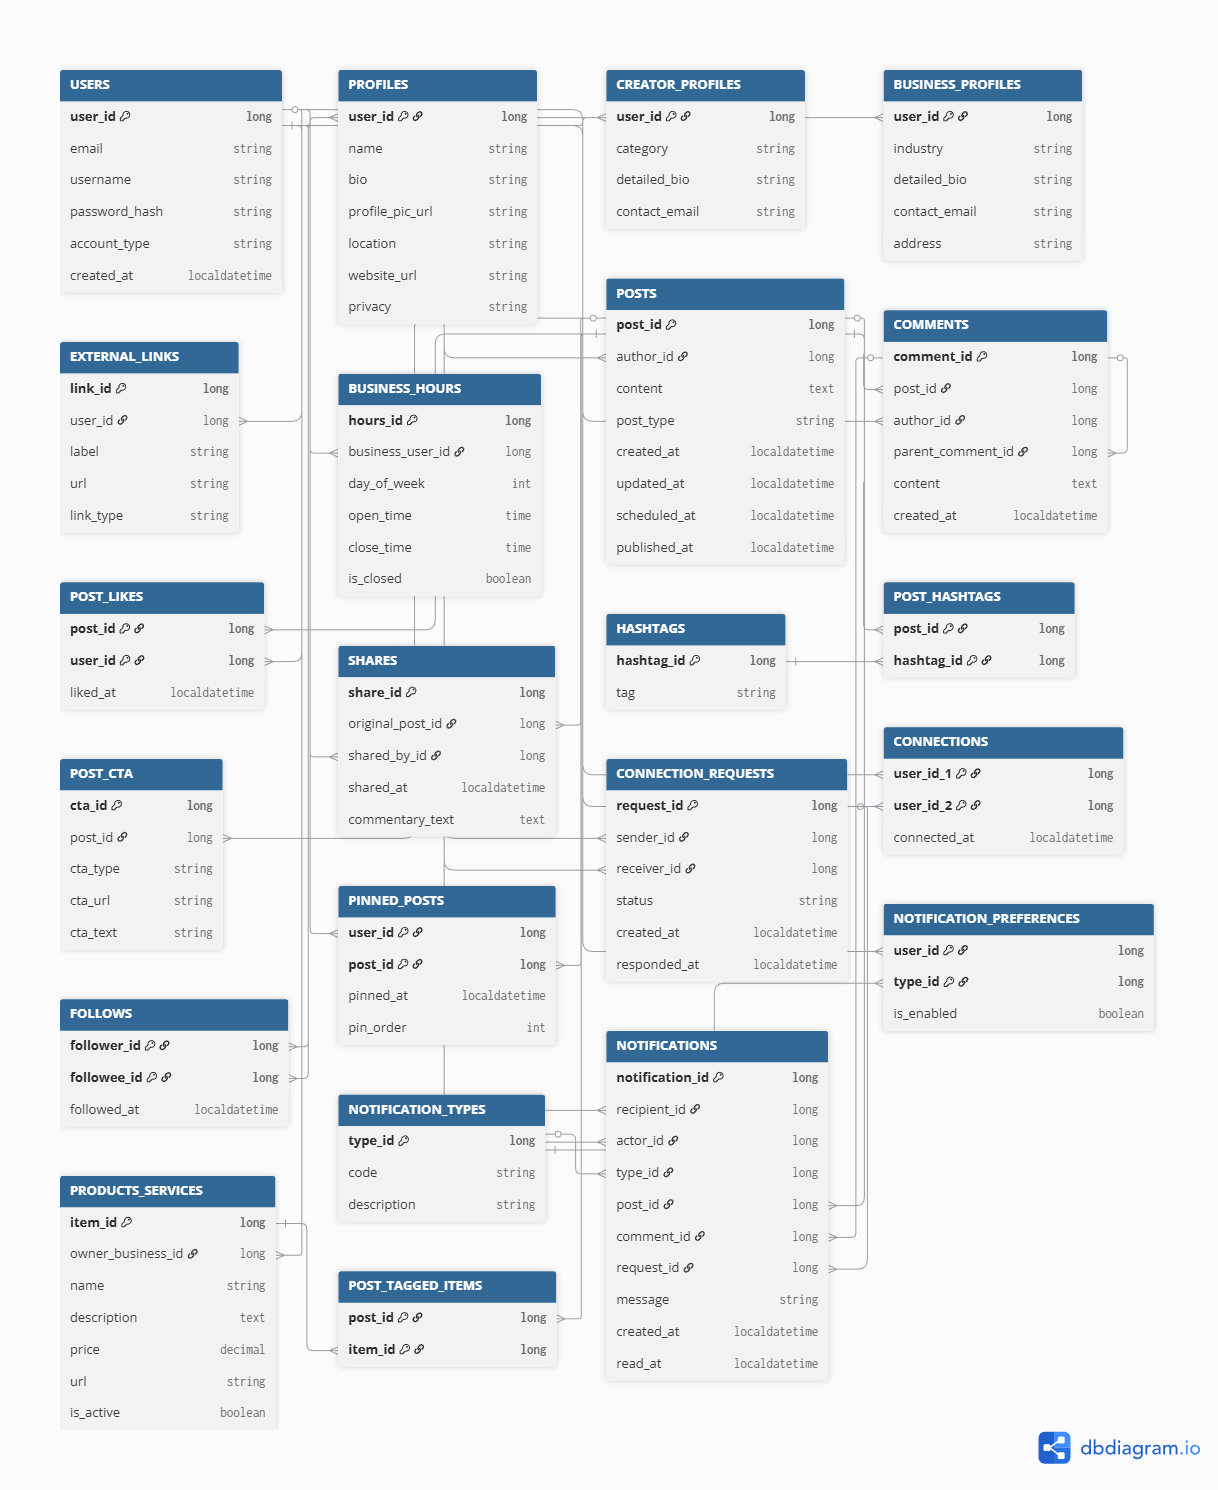 USERS
user_id long
email string
username string
password_hash string
account_type string
created_at localdatetime
PROFILES
user_id long
name string
bio string
profile_pic_url string
location string
website_url string
privacy string
CREATOR_PROFILES
user_id long
category string
detailed_bio string
contact_email string
BUSINESS_PROFILES
user_id long
industry string
detailed_bio string
contact_email string
address string
POSTS
post_id long
author_id long
content text
post_type string
created_at localdatetime
updated_at localdatetime
scheduled_at localdatetime
published_at localdatetime
COMMENTS
comment_id long
post_id long
author_id long
parent_comment_id long
content text
created_at localdatetime
EXTERNAL_LINKS
link_id long
user_id long
label string
url string
link_type string
BUSINESS_HOURS
hours_id long
business_user_id long
day_of_week int
open_time time
close_time time
is_closed boolean
POST_LIKES
post_id long
user_id long
liked_at localdatetime
SHARES
share_id long
original_post_id long
shared_by_id long
shared_at localdatetime
commentary_text text
HASHTAGS
hashtag_id long
tag string
POST_HASHTAGS
post_id long
hashtag_id long
POST_CTA
cta_id long
post_id long
cta_type string
cta_url string
cta_text string
CONNECTION_REQUESTS
request_id long
sender_id long
receiver_id long
status string
created_at localdatetime
responded_at localdatetime
CONNECTIONS
user_id_1 long
user_id_2 long
connected_at localdatetime
PINNED_POSTS
user_id long
post_id long
pinned_at localdatetime
pin_order int
NOTIFICATION_PREFERENCES
user_id long
type_id long
is_enabled boolean
FOLLOWS
follower_id long
followee_id long
followed_at localdatetime
NOTIFICATION_TYPES
type_id long
code string
description string
NOTIFICATIONS
notification_id long
recipient_id long
actor_id long
type_id long
post_id long
comment_id long
request_id long
message string
created_at localdatetime
read_at localdatetime
PRODUCTS_SERVICES
item_id long
owner_business_id long
name string
description text
price decimal
url string
is_active boolean
POST_TAGGED_ITEMS
post_id long
item_id long
dbdiagram.io